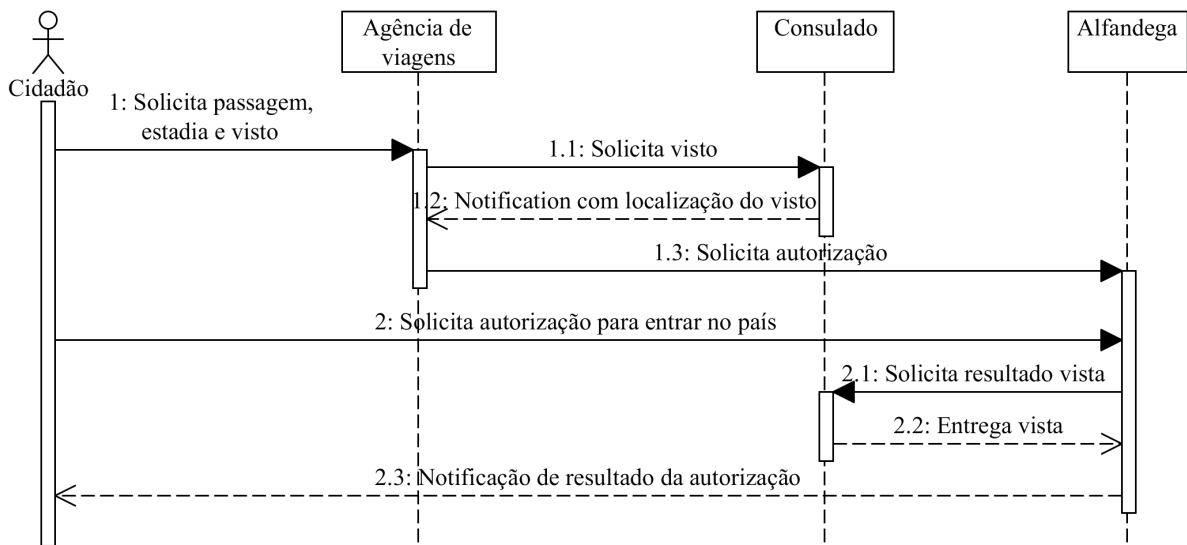 Cidadão
Agência de
viagens
Consulado
Alfandega
1: Solicita passagem,
estadia e visto
1.1: Solicita visto
1.2: Notification com localização do visto
1.3: Solicita autorização
2: Solicita autorização para entrar no país
2.1: Solicita resultado vista
2.2: Entrega vista
2.3: Notificação de resultado da autorização